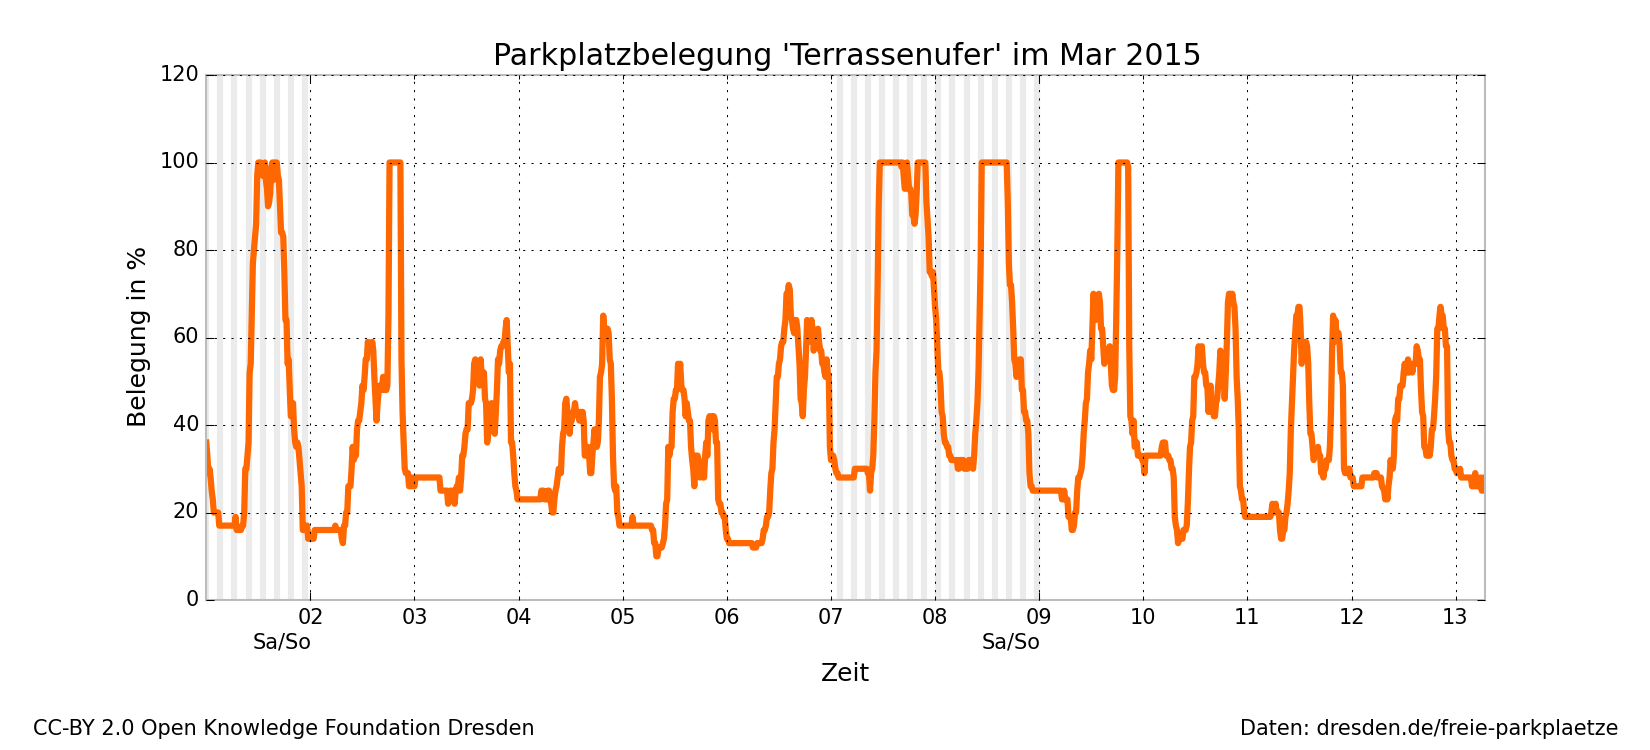 Parkplatzbelegung 'Terrassenufer' im Mar 2015
120
100
80
60
40
20
0
Belegung in %
02 03 04 05 06 07 08 09 10 11 12 13
Sa/So Sa/So
Zeit
CC-BY 2.0 Open Knowledge Foundation Dresden
Daten: dresden.de/freie-parkplaetze